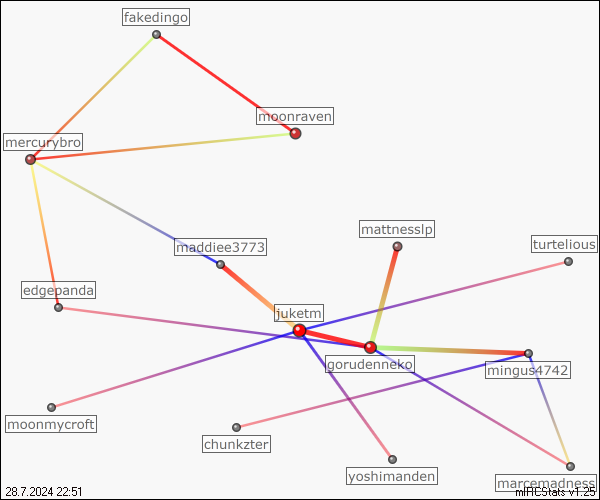 fakedingo
moonraven
mercurybro
mattnesslp
maddiee3773
turtelious
edgepanda
juketm
gorudenneko
mingus4742
moonmycroft
chunkzter
yoshimanden
marcemadness
28.7.2024 22:51
mIRCStats v1.25